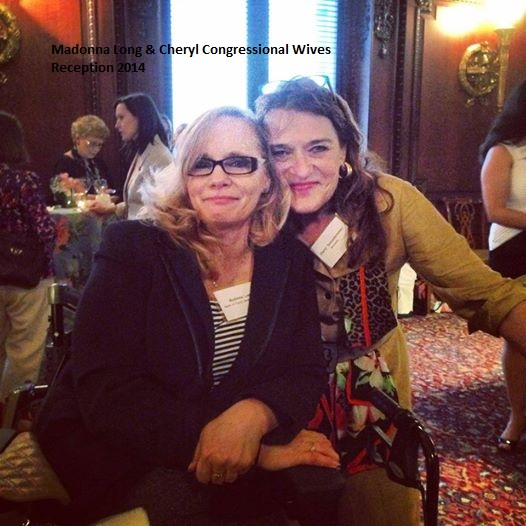 Madonna Long & Cheryl Congressional Wives
Reception 2014